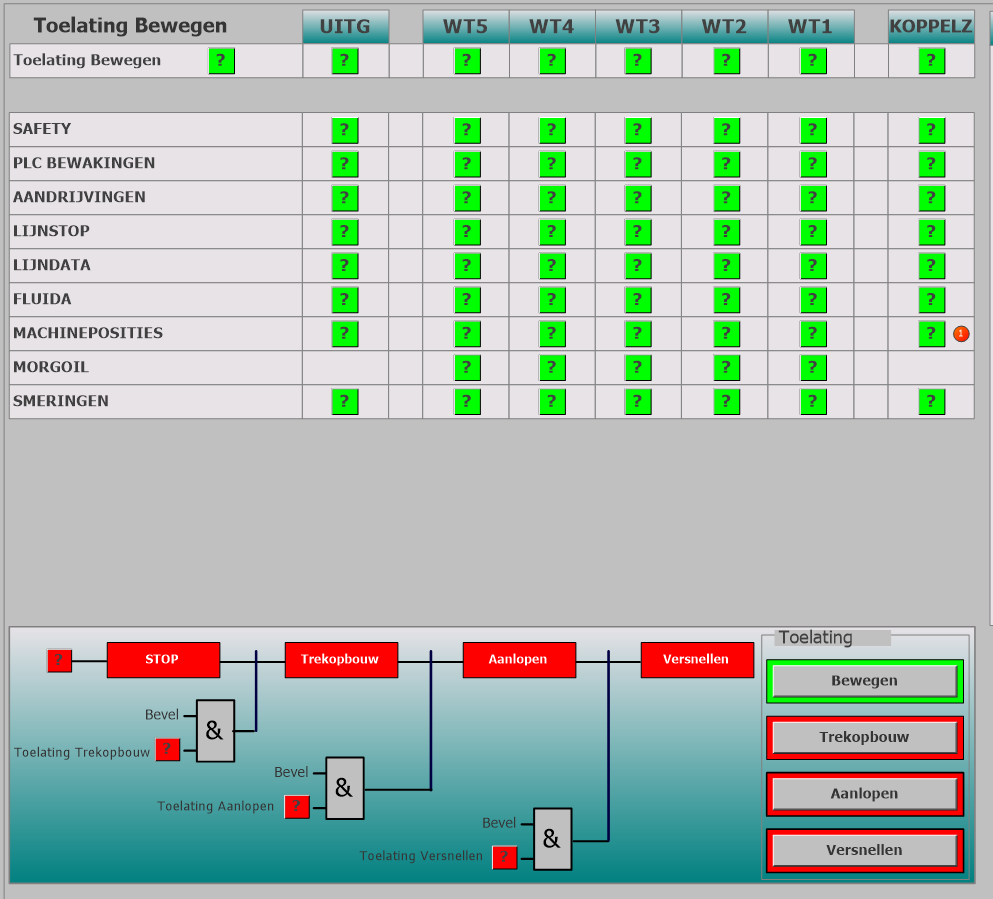 Toelating Bewegen UITG WT5 WT4 WT3 WT2 WT1 KOPPELZ
Toelating Bewegen ? ? ? ? ? ? ? ?
SAFETY ? ? ? ? ? ? ?
PLC BEWAKINGEN ? ? ? ? ? ? ?
AANDRIJVINGEN ? ? ? ? ? ? ?
LIJNSTOP ? ? ? ? ? ? ?
LIJNDATA ? ? ? ? ? ? ?
FLUIDA ? ? ? ? ? ? ?
MACHINEPOSITIES ? ? ? ? ? ? ? 1
MORGOIL ? ? ? ? ?
SMERINGEN ? ? ? ? ? ? ?
? STOP Trekopbouw Aanlopen Versnellen
Bevel
&
Toelating Trekopbouw ?
Bevel
&
Toelating Aanlopen ?
Bevel
&
Toelating Versnellen ?
Toelating
Bewegen
Trekopbouw
Aanlopen
Versnellen